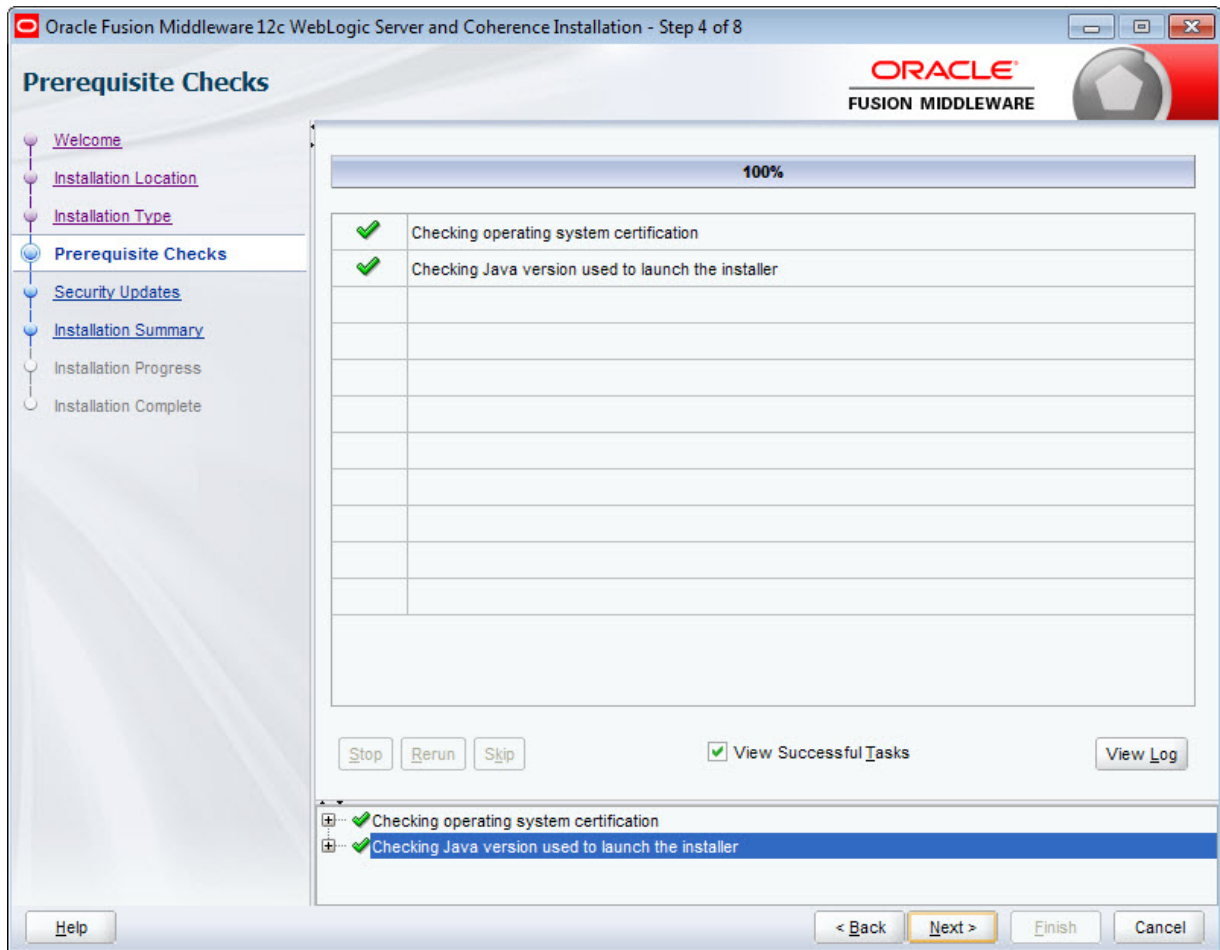 Oracle Fusion Middleware 12c WebLogic Server and Coherence Installation - Step 4 of 8
Prerequisite Checks
ORACLE
FUSION MIDDLEWARE
Welcome
Installation Location
Installation Type
Prerequisite Checks
Security Updates
Installation Summary
Installation Progress
Installation Complete
100%
Checking operating system certification
Checking Java version used to launch the installer
Stop Rerun Skip View Successful Tasks View Log
Checking operating system certification
Checking Java version used to launch the installer
Help < Back Next > Finish Cancel